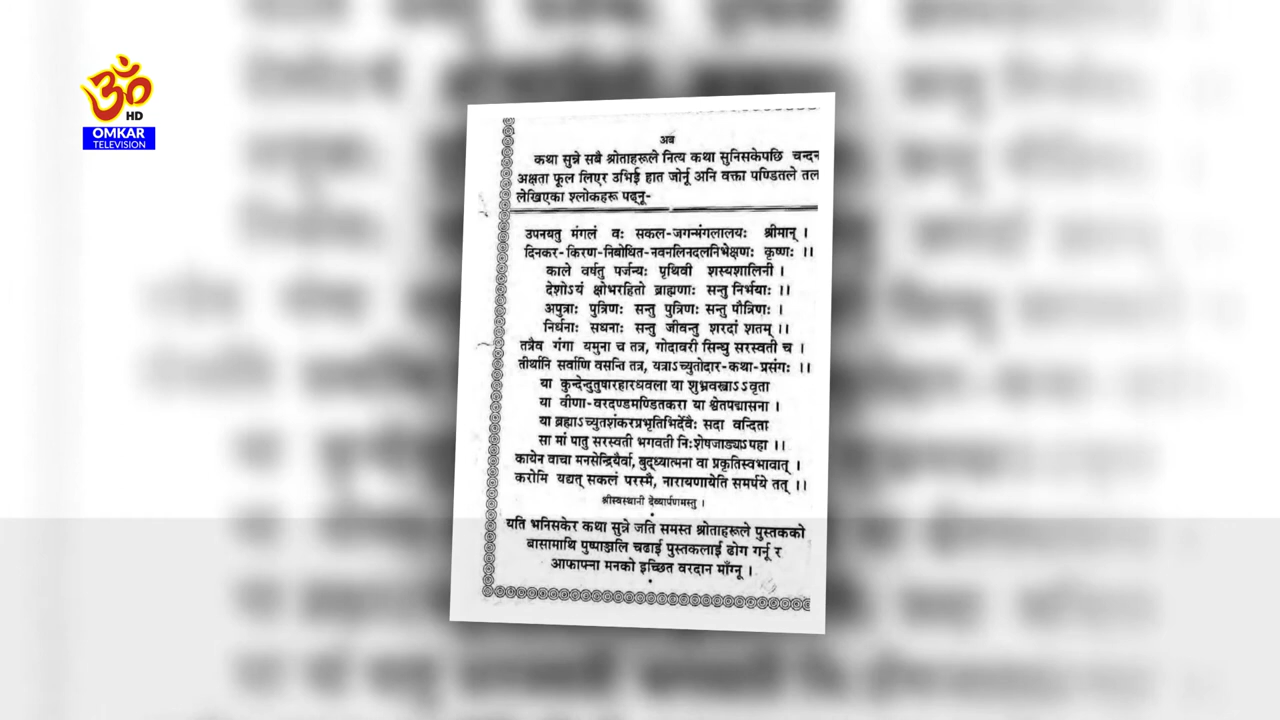 ॐ
HD
OMKAR
TELEVISION
अब
कथा सुन्ने सबै श्रोताहरूले नित्य कथा सुनिसकेपछि चन्दन
अक्षता फूल लिएर उभिई हात जोर्नू अनि वक्ता पण्डितले तल
लेखिएका श्लोकहरू पढ्नू-
उपनयतु मंगलं वः सकल-जगन्मंगलालयः श्रीमान् ।
दिनकर-किरण-निबोधित-नवनलिनदलनिभेक्षणः कृष्णः ।।
काले वर्षतु पर्जन्यः पृथिवी शस्यशालिनी ।
देशोऽयं क्षोभरहितो ब्राह्मणाः सन्तु निर्भयाः ।।
अपुत्राः पुत्रिणः सन्तु पुत्रिणः सन्तु पौत्रिणः ।
निर्धनाः सधनाः सन्तु जीवन्तु शरदां शतम् ।।
तत्रैव गंगा यमुना च तत्र, गोदावरी सिन्धु सरस्वती च ।
तीर्थानि सर्वाणि वसन्ति तत्र, यत्राऽच्युतोदार-कथा-प्रसंगः ।।
या कुन्देन्दुतुषारहारधवला या शुभ्रवस्त्राऽऽवृता
या वीणा-वरदण्डमण्डितकरा या श्वेतपद्मासना ।
या ब्रह्माऽच्युतशंकरप्रभृतिभिर्देवैः सदा वन्दिता
सा मां पातु सरस्वती भगवती निःशेषजाड्याऽपहा ।।
कायेन वाचा मनसेन्द्रियैर्वा, बुद्ध्यात्मना वा प्रकृतिस्वभावात् ।
करोमि यद्यत् सकलं परस्मै, नारायणायेति समर्पये तत् ।।
श्रीस्वस्थानी देव्यार्पणमस्तु ।
यति भनिसकेर कथा सुन्ने जति समस्त श्रोताहरूले पुस्तकको
बासामाथि पुष्पाञ्जलि चढाई पुस्तकलाई ढोग गर्नू र
आफाफ्ना मनको इच्छित वरदान माँग्नू ।